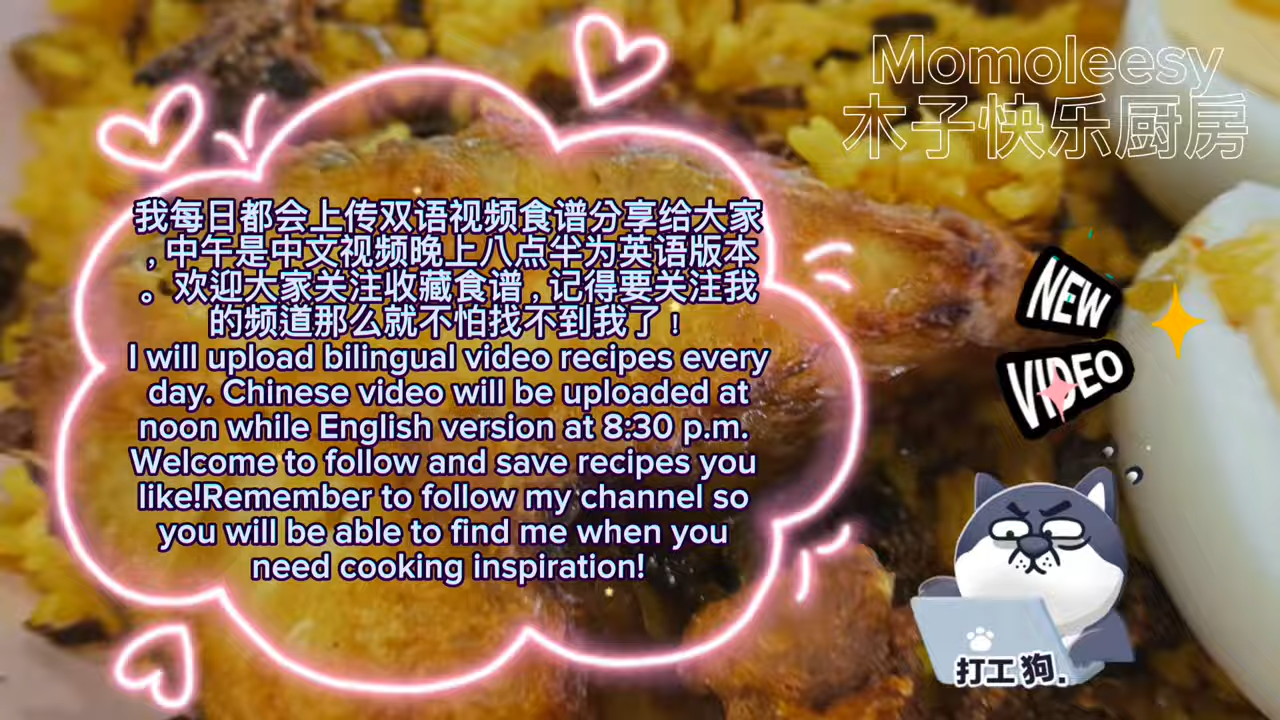 Momoleesy
木子快乐厨房
我每日都会上传双语视频食谱分享给大家
，中午是中文视频晚上八点半为英语版本
。欢迎大家关注收藏食谱，记得要关注我
的频道那么就不怕找不到我了！
I will upload bilingual video recipes every
day. Chinese video will be uploaded at
noon while English version at 8:30 p.m.
Welcome to follow and save recipes you
like!Remember to follow my channel so
you will be able to find me when you
need cooking inspiration!
NEW
VIDEO
打工狗.